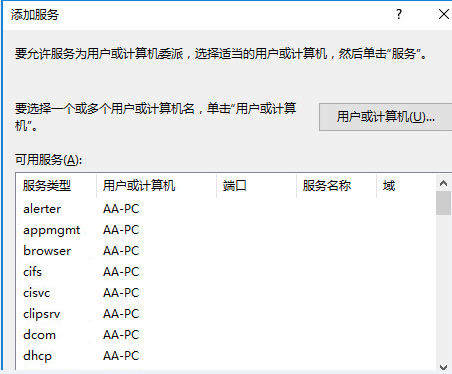 添加服务 ?
要允许服务为用户或计算机委派，选择适当的用户或计算机，然后单击“服务”。
要选择一个或多个用户或计算机名，单击“用户或计算
机”。
用户或计算机(U)...
可用服务(A):
服务类型 用户或计算机 端口 服务名称 域
alerter AA-PC
appmgmt AA-PC
browser AA-PC
cifs AA-PC
cisvc AA-PC
clipsrv AA-PC
dcom AA-PC
dhcp AA-PC